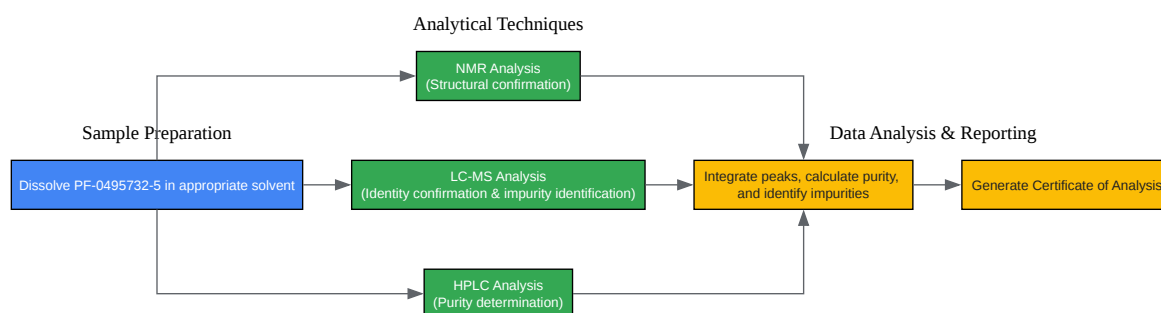 Analytical Techniques
NMR Analysis
(Structural confirmation)
Sample Preparation
Data Analysis & Reporting
Dissolve PF-0495732-5 in appropriate solvent
LC-MS Analysis
(Identity confirmation & impurity identification)
Integrate peaks, calculate purity,
and identify impurities
Generate Certificate of Analysis
HPLC Analysis
(Purity determination)